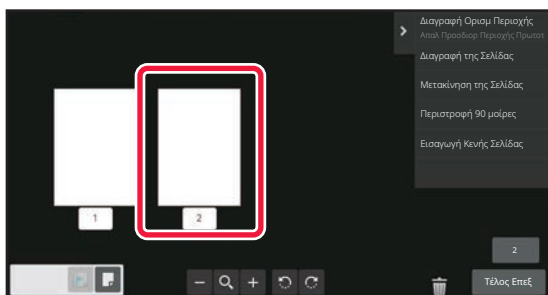 Διαγραφή Ορισμ Περιοχής
Απαλ Προσδιορ Περιοχής Πρωτοτ
Διαγραφή της Σελίδας
Μετακίνηση της Σελίδας
Περιστροφή 90 μοίρες
Εισαγωγή Κενής Σελίδας
1
2
2
Τέλος Επεξ